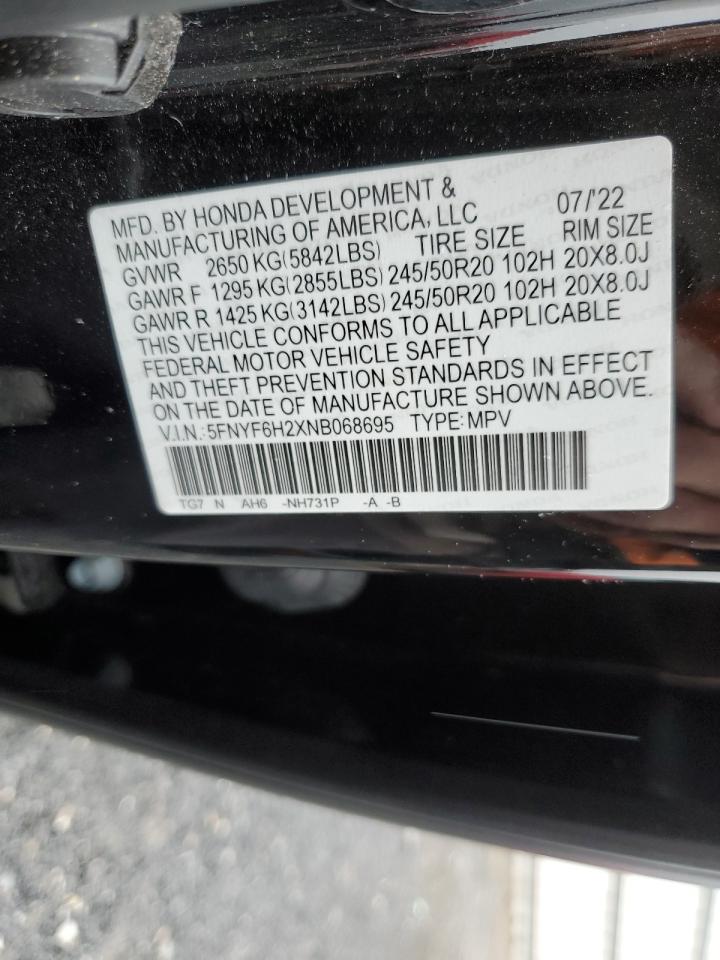 MFD. BY HONDA DEVELOPMENT &
MANUFACTURING OF AMERICA, LLC 07/'22
GVWR 2650 KG(5842LBS) TIRE SIZE RIM SIZE
GAWR F 1295 KG(2855LBS) 245/50R20 102H 20X8.0J
GAWR R 1425 KG(3142LBS) 245/50R20 102H 20X8.0J
THIS VEHICLE CONFORMS TO ALL APPLICABLE
FEDERAL MOTOR VEHICLE SAFETY
AND THEFT PREVENTION STANDARDS IN EFFECT
ON THE DATE OF MANUFACTURE SHOWN ABOVE.
V.I.N.:5FNYF6H2XNB068695 TYPE:MPV
TG7 N AH6 -NH731P -A -B